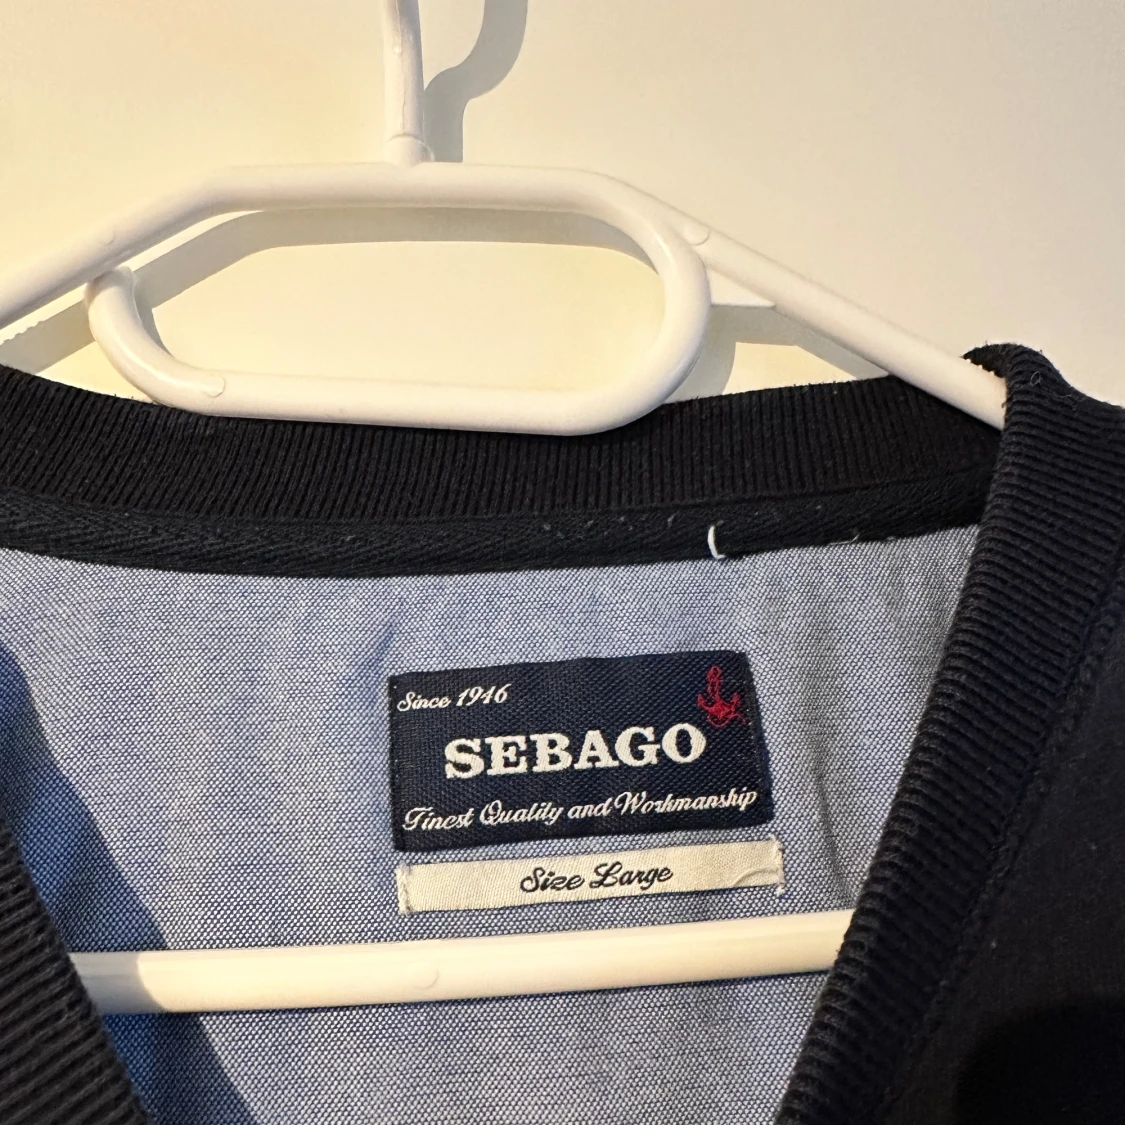 Since 1946
SEBAGO
Finest Quality and Workmanship
Size Large